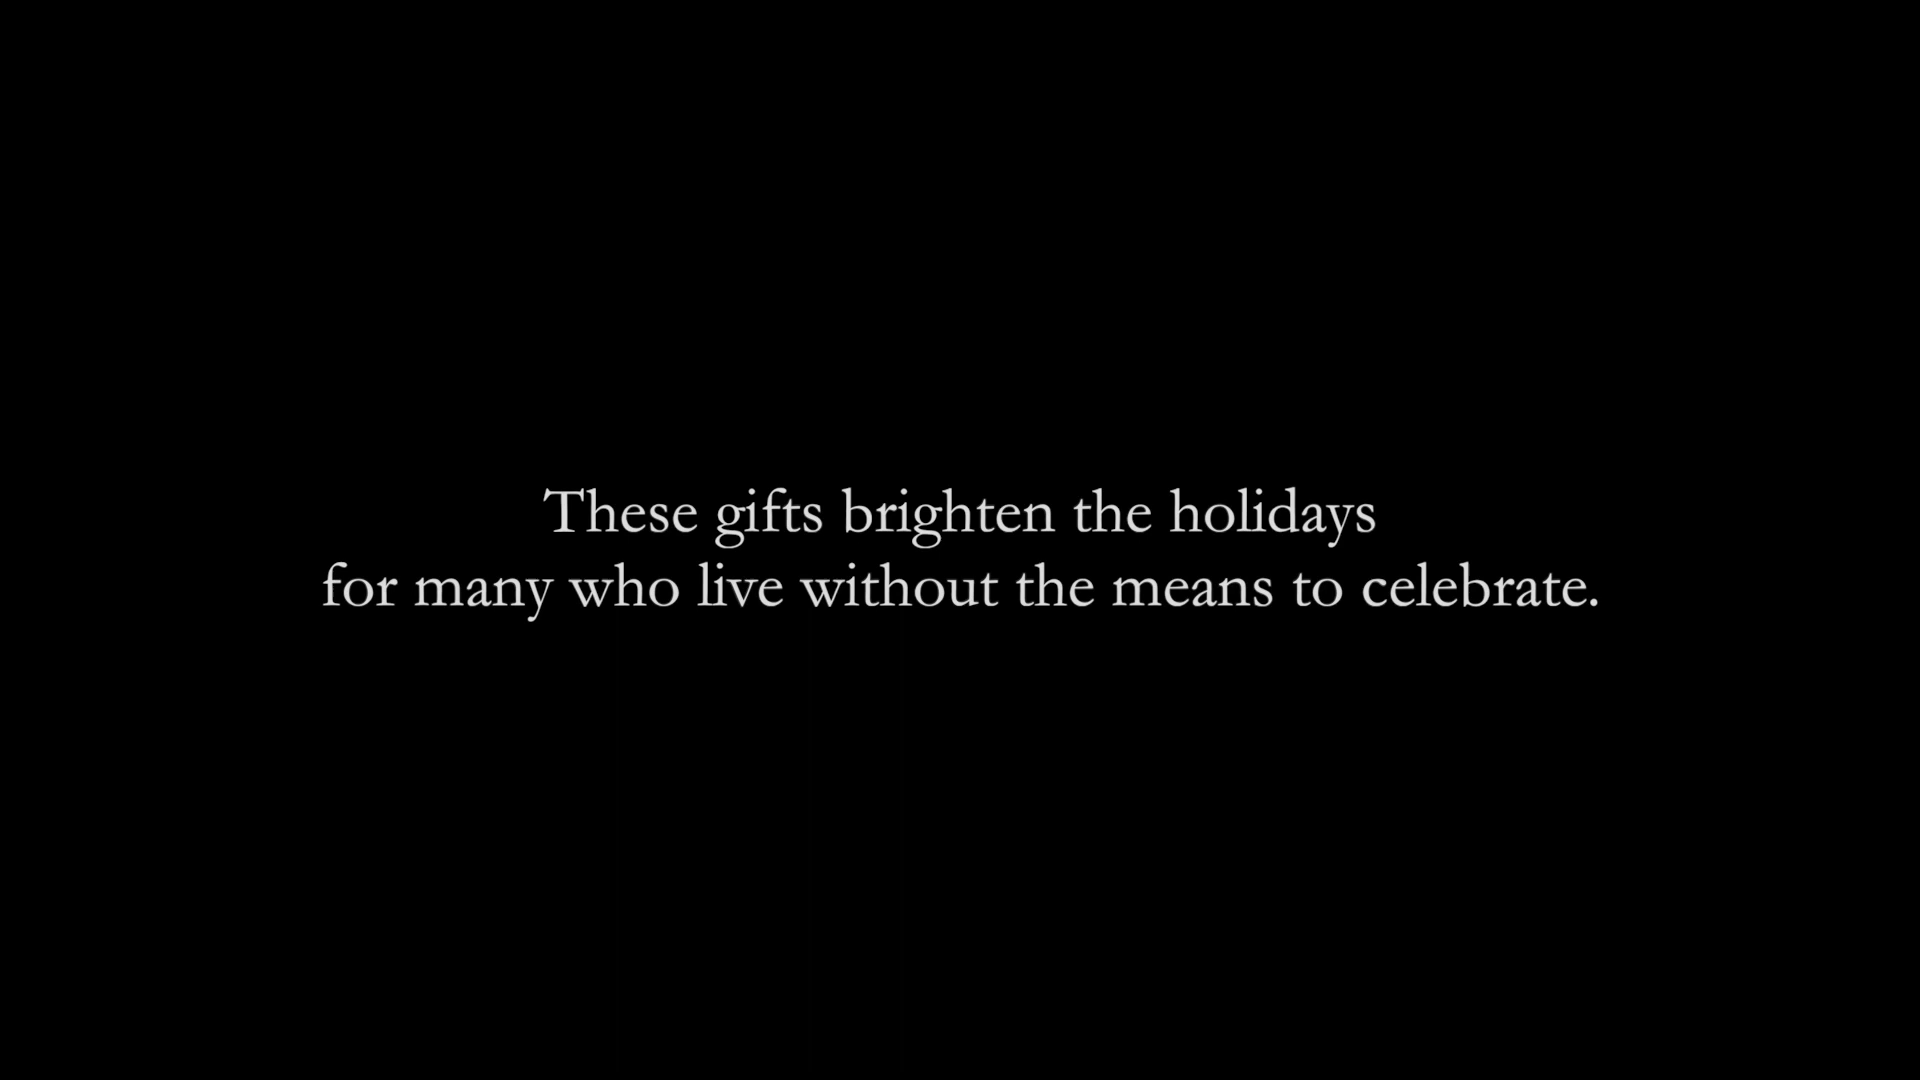 These gifts brighten the holidays
for many who live without the means to celebrate.